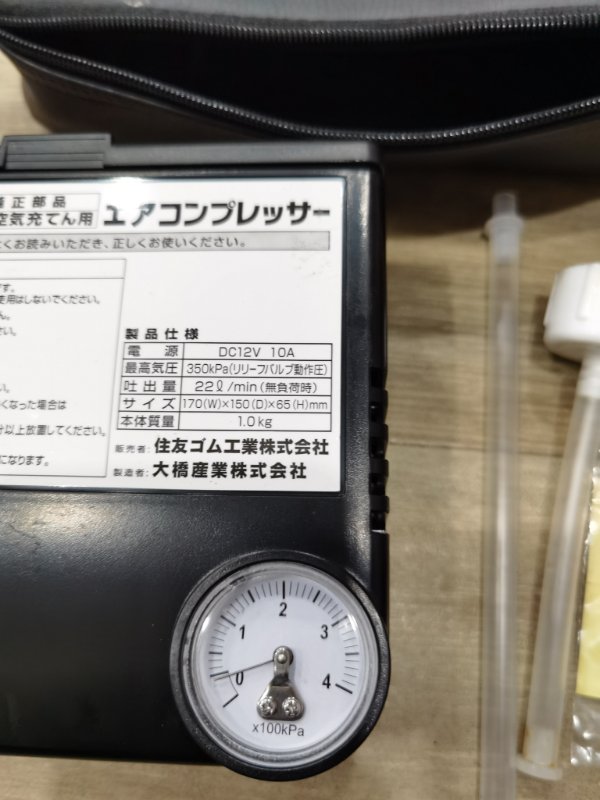 純正部品
空気充てん用 エアコンプレッサー
くお読みいただき、正しくお使いください。
す。
使用はしないでください。
ん。
さい。
い。
くなった場合は
分以上放置してください。
になります。
製品仕様
電源 DC12V 10A
最高気圧 350kPa(リリーフバルブ動作圧)
吐出量 22ℓ/min(無負荷時)
サイズ 170(W)×150(D)×65(H)mm
本体質量 1.0kg
販売者: 住友ゴム工業株式会社
製造者: 大橋産業株式会社
0 1 2 3 4
x100kPa